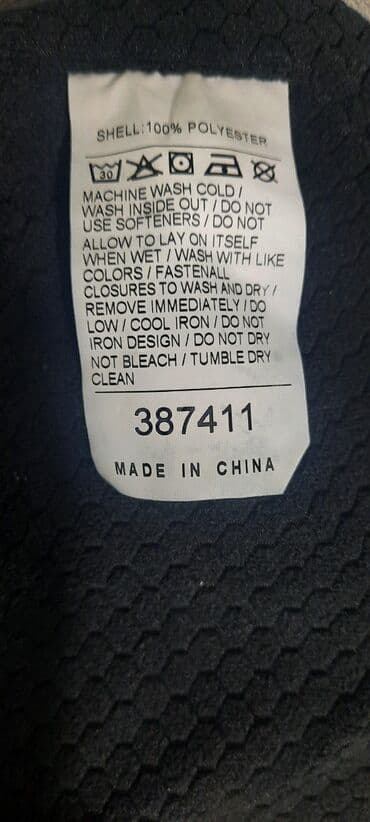 SHELL:100% POLYESTER
30
MACHINE WASH COLD /
WASH INSIDE OUT / DO NOT
USE SOFTENERS / DO NOT
ALLOW TO LAY ON ITSELF
WHEN WET / WASH WITH LIKE
COLORS / FASTENALL
CLOSURES TO WASH AND DRY /
REMOVE IMMEDIATELY / DO
LOW / COOL IRON / DO NOT
IRON DESIGN / DO NOT DRY
NOT BLEACH / TUMBLE DRY
CLEAN
387411
MADE IN CHINA